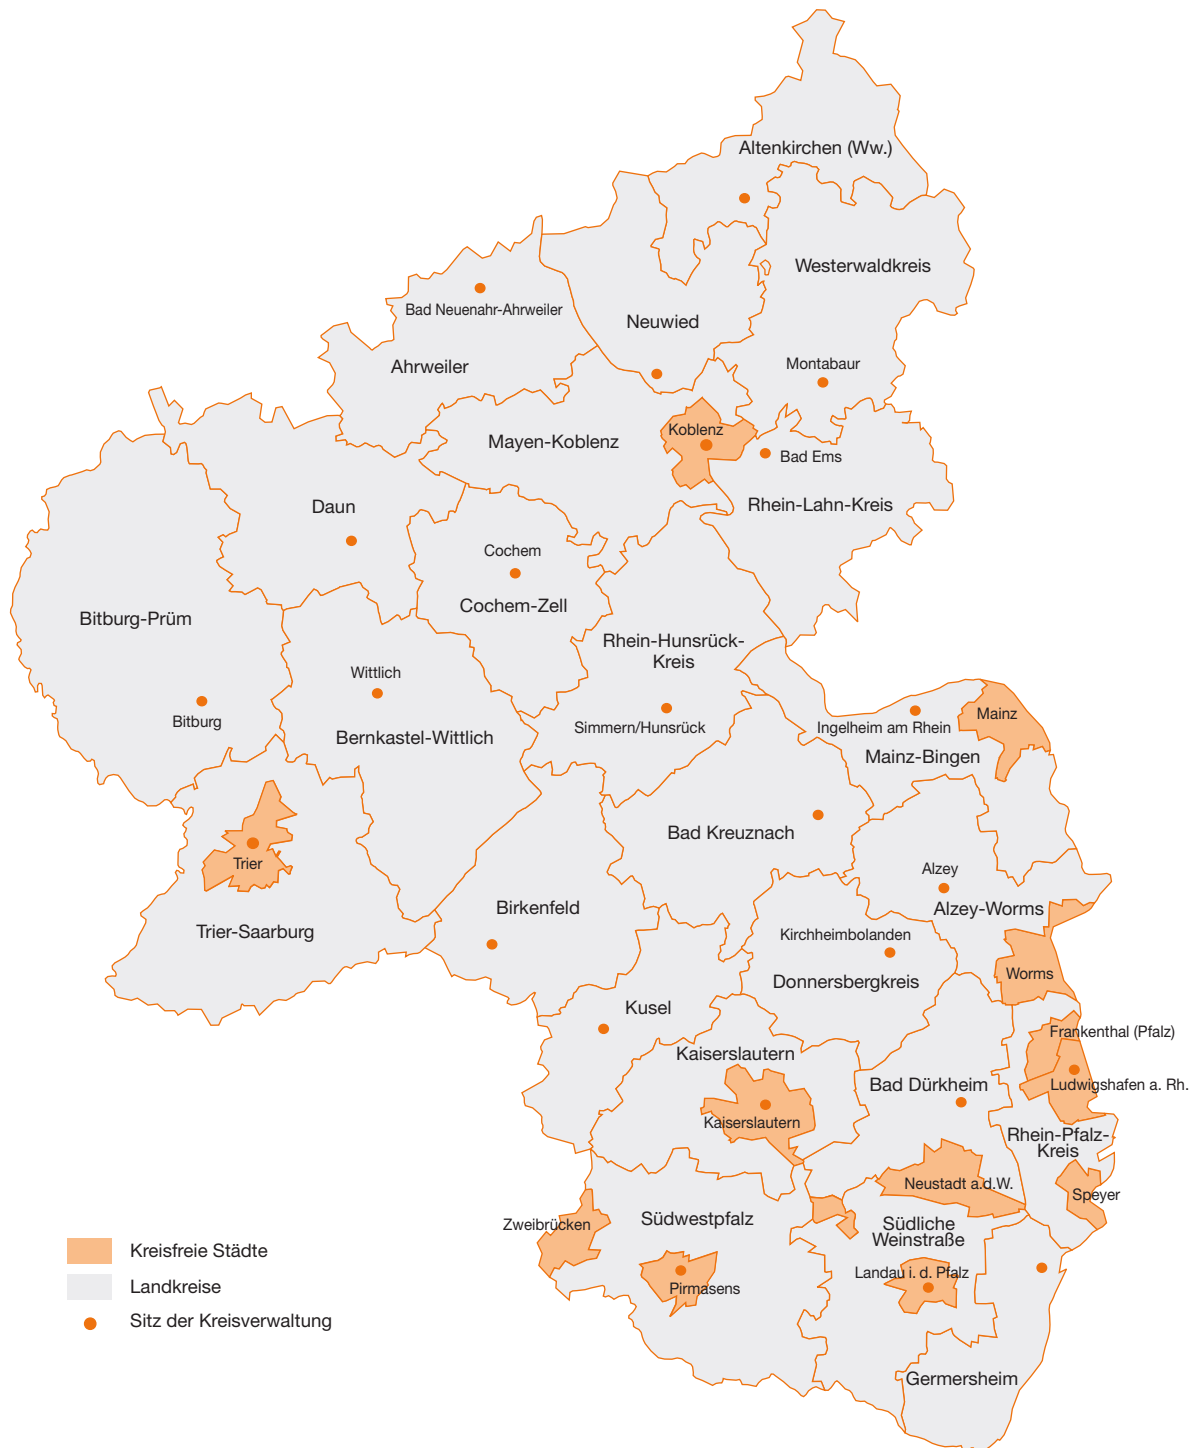 Altenkirchen (Ww.)
Westerwaldkreis
Bad Neuenahr-Ahrweiler
Neuwied
Ahrweiler
Montabaur
Koblenz
Mayen-Koblenz
Bad Ems
Rhein-Lahn-Kreis
Daun
Cochem
Cochem-Zell
Bitburg-Prüm
Rhein-Hunsrück-
Kreis
Wittlich
Bitburg
Simmern/Hunsrück
Bernkastel-Wittlich
Mainz
Ingelheim am Rhein
Mainz-Bingen
Bad Kreuznach
Trier
Alzey
Alzey-Worms
Birkenfeld
Trier-Saarburg
Kirchheimbolanden
Donnersbergkreis
Worms
Kusel
Frankenthal (Pfalz)
Kaiserslautern
Bad Dürkheim
Ludwigshafen a. Rh.
Kaiserslautern
Rhein-Pfalz-
Kreis
Neustadt a.d.W.
Speyer
Zweibrücken
Südwestpfalz
Südliche
Weinstraße
Landau i. d. Pfalz
Pirmasens
Germersheim
Kreisfreie Städte
Landkreise
Sitz der Kreisverwaltung